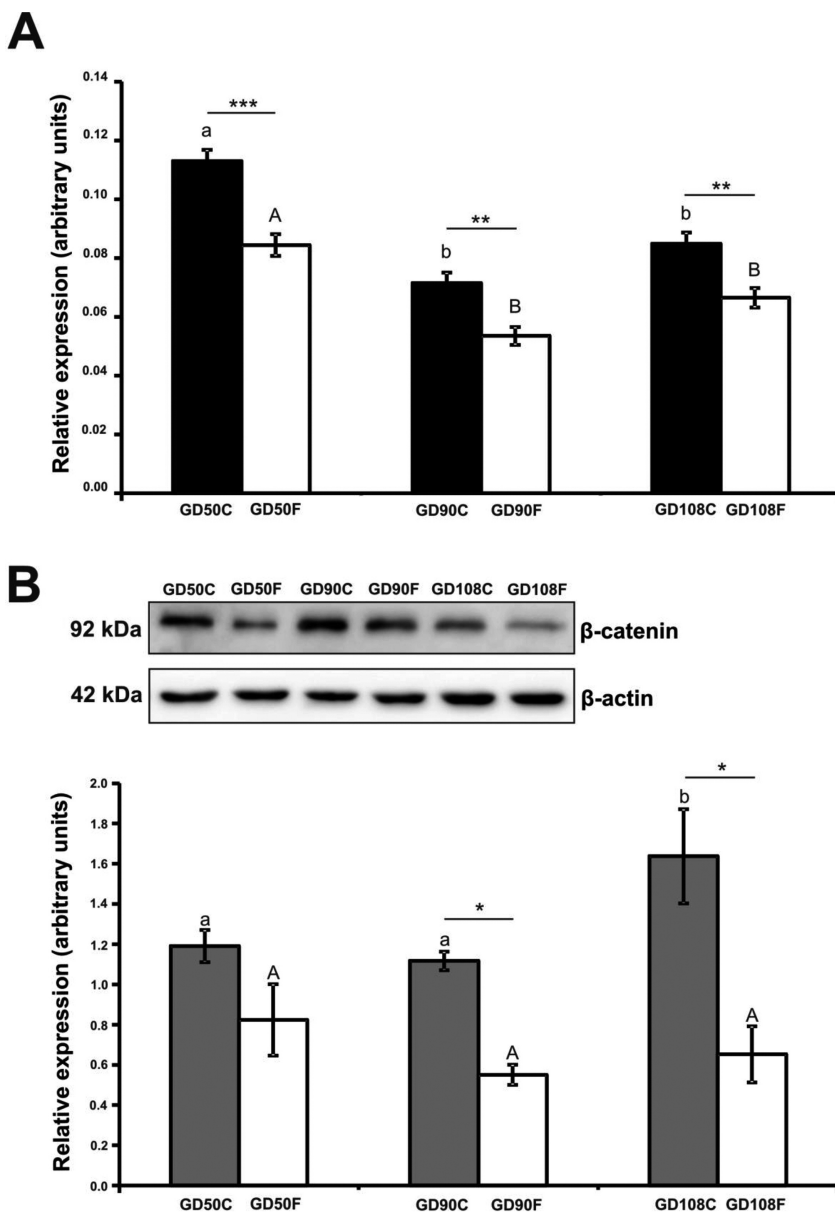 A
Relative expression (arbitrary units)
0.14
0.12
0.10
0.08
0.06
0.04
0.02
0.00
***
a
A
**
b
B
**
b
B
GD50C GD50F GD90C GD90F GD108C GD108F
B
GD50C GD50F GD90C GD90F GD108C GD108F
92 kDa β-catenin
42 kDa β-actin
Relative expression (arbitrary units)
2.0
1.8
1.6
1.4
1.2
1.0
0.8
0.6
0.4
0.2
0.0
a
A
*
a
A
*
b
A
GD50C GD50F GD90C GD90F GD108C GD108F